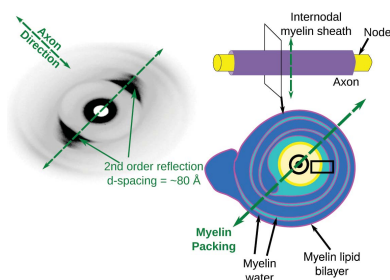 Axon
Direction
2nd order reflection
d-spacing = ~80 Å
Internodal
myelin sheath
Node
Axon
Myelin
Packing
Myelin
water
Myelin lipid
bilayer